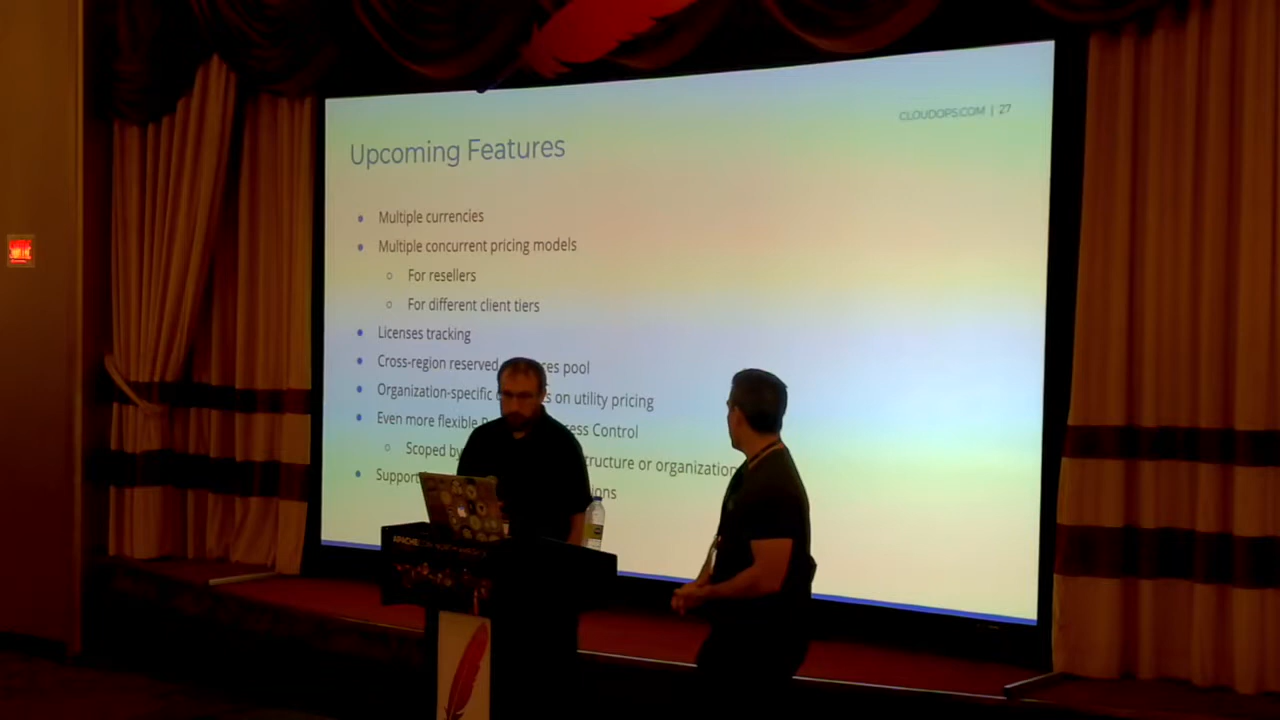 CLOUDOPS.COM | 27
Upcoming Features
Multiple currencies
Multiple concurrent pricing models
For resellers
For different client tiers
Licenses tracking
Cross-region reserved pool
Organization-specific on utility pricing
Even more flexible Control
Scoped by or organization
Support
APACHE